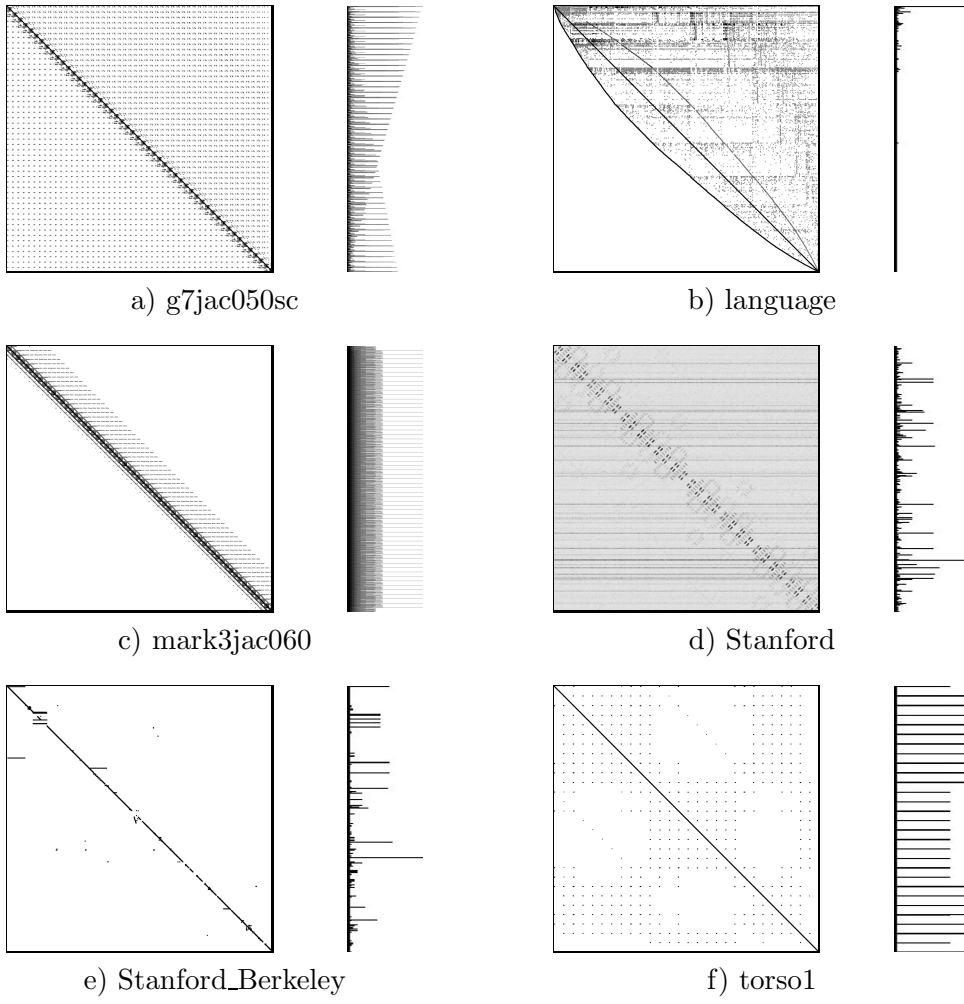 a) g7jac050sc
b) language
c) mark3jac060
d) Stanford
e) Stanford_Berkeley
f) torso1